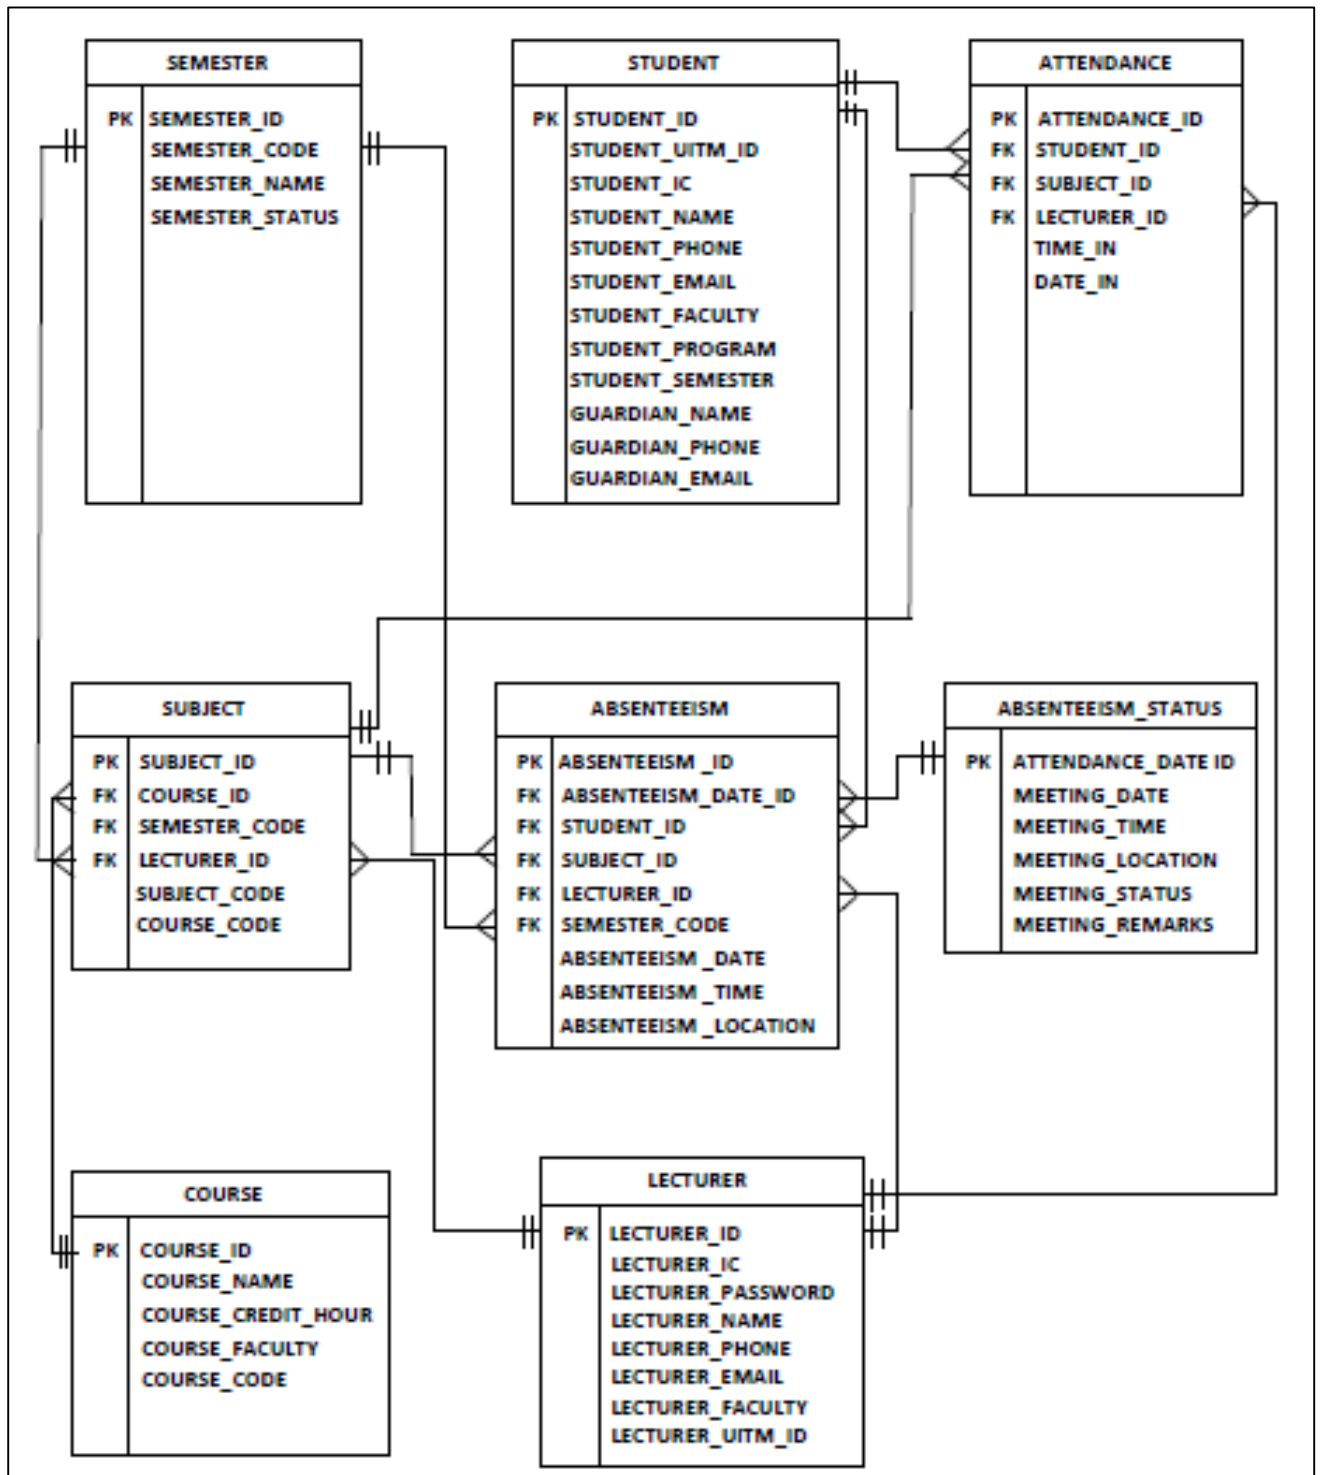 SEMESTER
PK SEMESTER_ID
SEMESTER_CODE
SEMESTER_NAME
SEMESTER_STATUS
STUDENT
PK STUDENT_ID
STUDENT_UITM_ID
STUDENT_IC
STUDENT_NAME
STUDENT_PHONE
STUDENT_EMAIL
STUDENT_FACULTY
STUDENT_PROGRAM
STUDENT_SEMESTER
GUARDIAN_NAME
GUARDIAN_PHONE
GUARDIAN_EMAIL
ATTENDANCE
PK ATTENDANCE_ID
FK STUDENT_ID
FK SUBJECT_ID
FK LECTURER_ID
TIME_IN
DATE_IN
SUBJECT
PK SUBJECT_ID
FK COURSE_ID
FK SEMESTER_CODE
FK LECTURER_ID
SUBJECT_CODE
COURSE_CODE
ABSENTEEISM
PK ABSENTEEISM _ID
FK ABSENTEEISM_DATE_ID
FK STUDENT_ID
FK SUBJECT_ID
FK LECTURER_ID
FK SEMESTER_CODE
ABSENTEEISM _DATE
ABSENTEEISM _TIME
ABSENTEEISM _LOCATION
ABSENTEEISM_STATUS
PK ATTENDANCE_DATE ID
MEETING_DATE
MEETING_TIME
MEETING_LOCATION
MEETING_STATUS
MEETING_REMARKS
COURSE
PK COURSE_ID
COURSE_NAME
COURSE_CREDIT_HOUR
COURSE_FACULTY
COURSE_CODE
LECTURER
PK LECTURER_ID
LECTURER_IC
LECTURER_PASSWORD
LECTURER_NAME
LECTURER_PHONE
LECTURER_EMAIL
LECTURER_FACULTY
LECTURER_UITM_ID